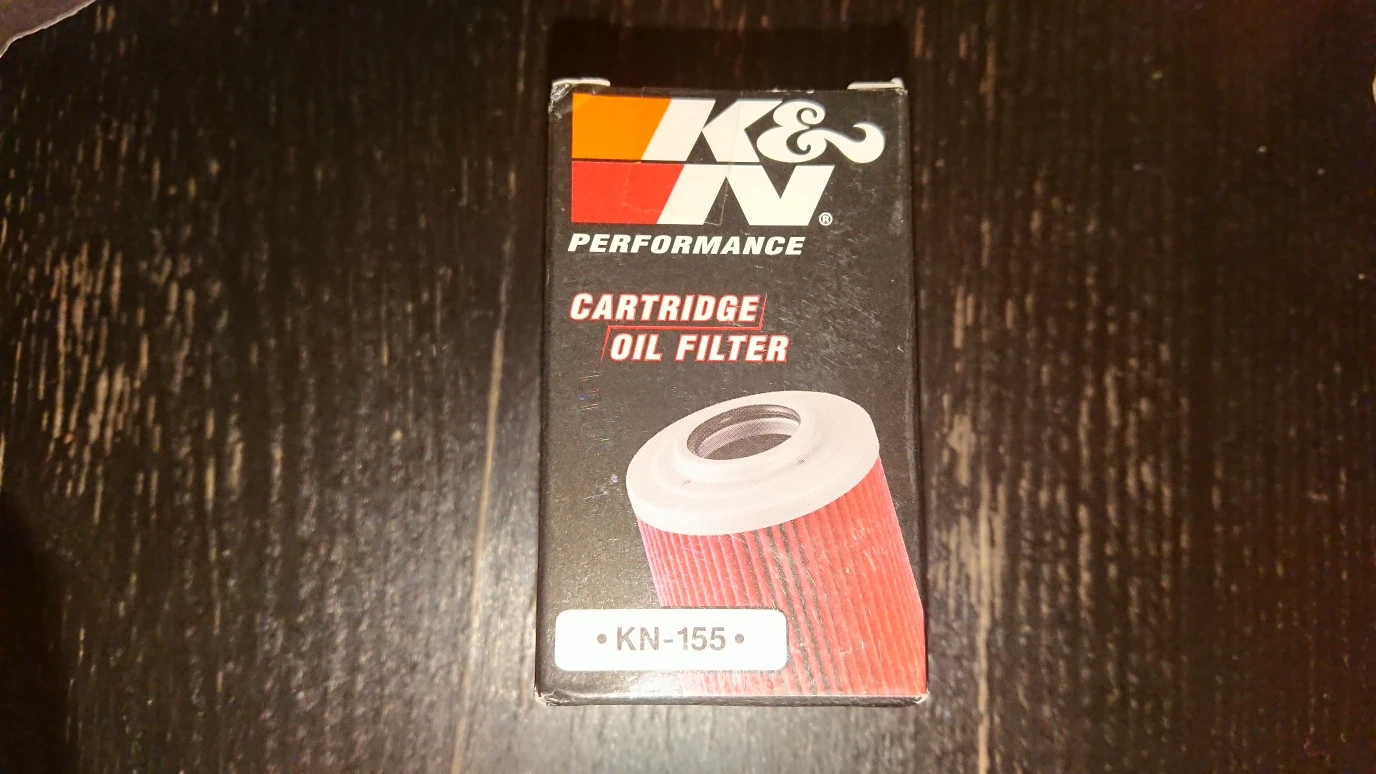 K&
N®
PERFORMANCE
CARTRIDGE
OIL FILTER
• KN-155 •